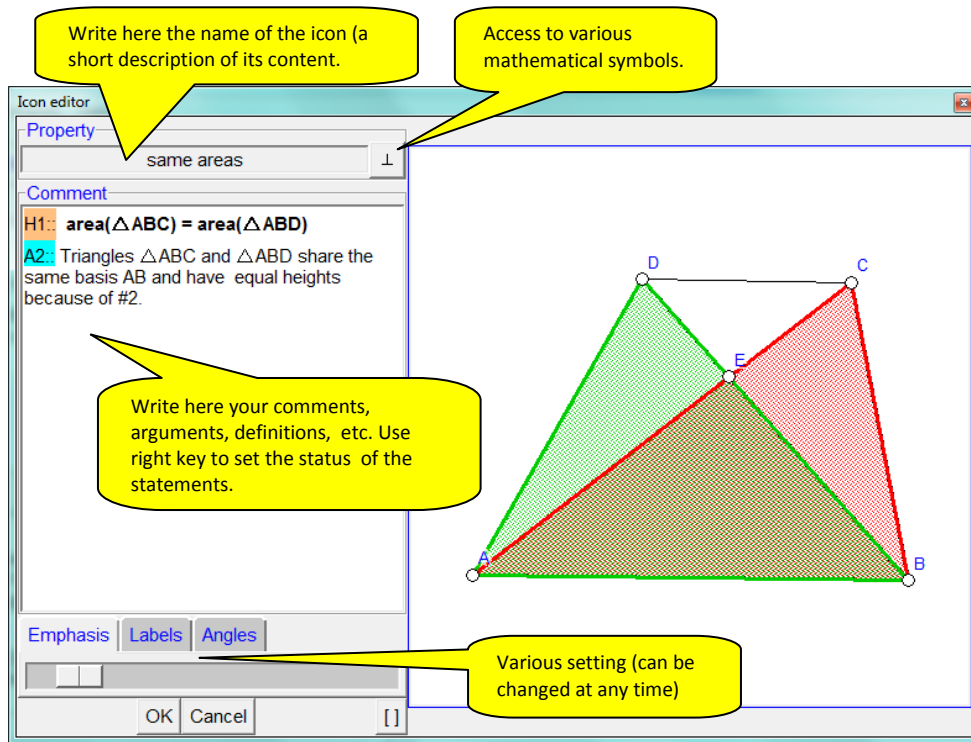 Write here the name of the icon (a
short description of its content.
Access to various
mathematical symbols.
Icon editor
x
Property
same areas
⊥
Comment
H1:: area(△ABC) = area(△ABD)
A2:: Triangles △ABC and △ABD share the
same basis AB and have equal heights
because of #2.
Write here your comments,
arguments, definitions, etc. Use
right key to set the status of the
statements.
D
C
E
A
B
Emphasis Labels Angles
Various setting (can be
changed at any time)
OK Cancel [ ]